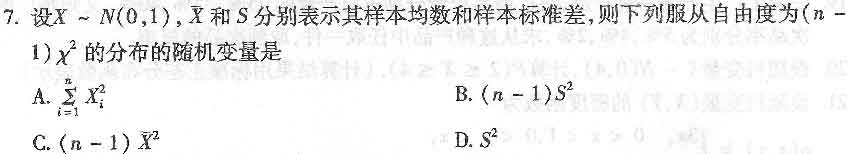 7. 设X ~ N(0,1), X̄ 和 S 分别表示其样本均数和样本标准差,则下列服从自由度为(n −
1)χ² 的分布的随机变量是
A. ∑ᵢ₌₁ⁿ Xᵢ² B. (n − 1)S²
C. (n − 1) X̄² D. S²